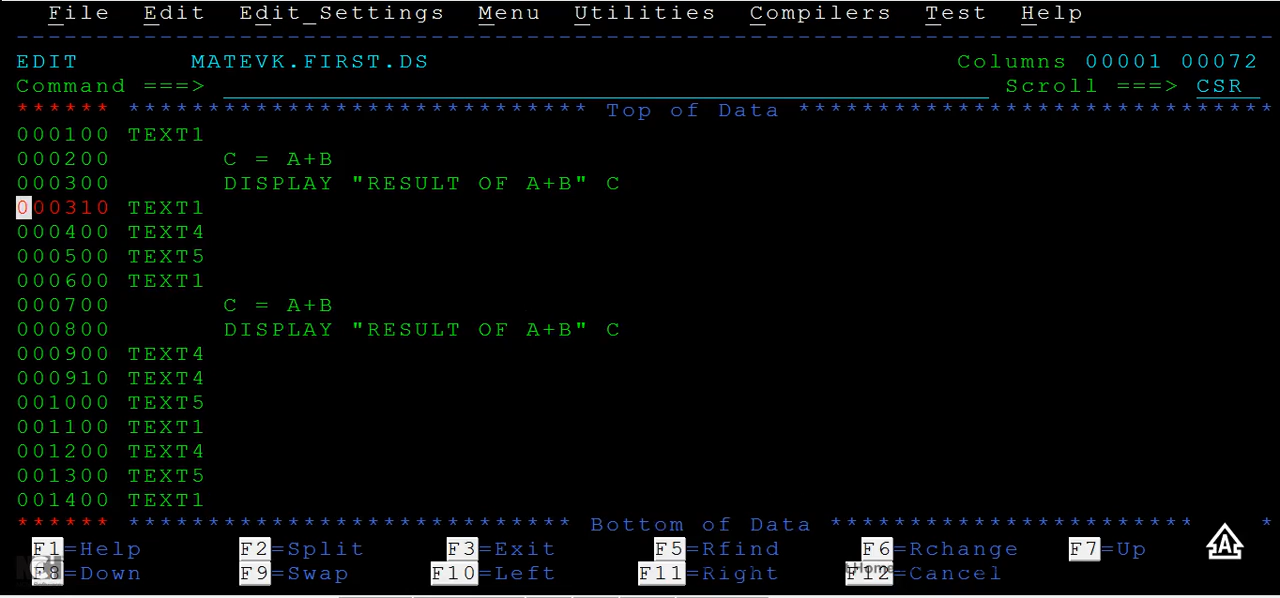 File Edit Edit_Settings Menu Utilities Compilers Test Help
EDIT MATEVK.FIRST.DS Columns 00001 00072
Command ===> Scroll ===> CSR
****** ***************************** Top of Data ******************************
000100 TEXT1
000200 C = A+B
000300 DISPLAY "RESULT OF A+B" C
000310 TEXT1
000400 TEXT4
000500 TEXT5
000600 TEXT1
000700 C = A+B
000800 DISPLAY "RESULT OF A+B" C
000900 TEXT4
000910 TEXT4
001000 TEXT5
001100 TEXT1
001200 TEXT4
001300 TEXT5
001400 TEXT1
****** **************************** Bottom of Data *********************** *
F1=Help F2=Split F3=Exit F5=Rfind F6=Rchange F7=Up
F8=Down F9=Swap F10=Left F11=Right F12=Cancel
Home